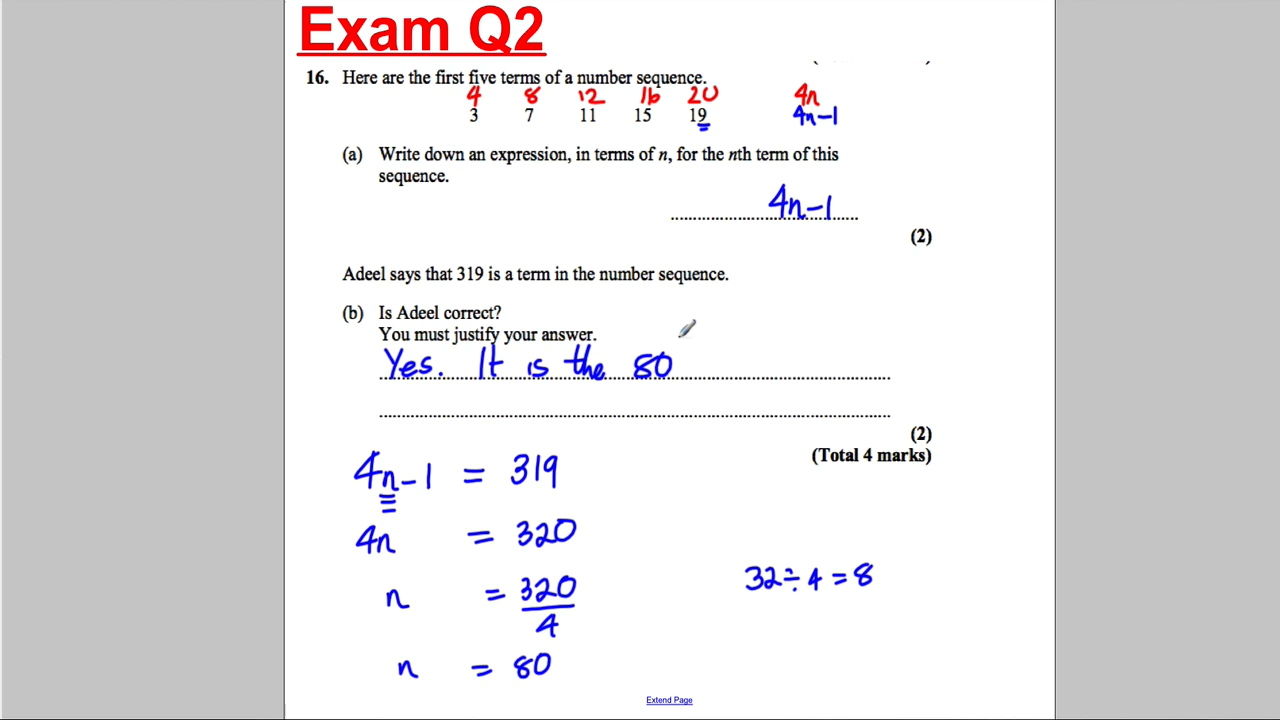 Exam Q2
16. Here are the first five terms of a number sequence.
4 8 12 16 20 4n
3 7 11 15 19 4n-1
(a) Write down an expression, in terms of n, for the nth term of this
sequence.
4n-1
(2)
Adeel says that 319 is a term in the number sequence.
(b) Is Adeel correct?
You must justify your answer.
Yes. It is the 80
(2)
(Total 4 marks)
4n-1 = 319
4n = 320
n = 320/4
32÷4=8
n = 80
Extend Page